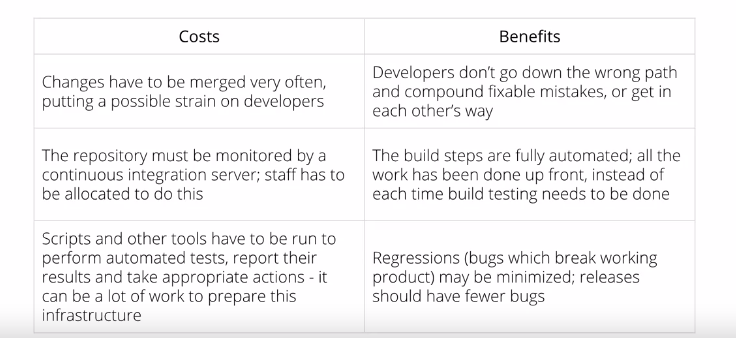 Costs
Benefits
Changes have to be merged very often,
putting a possible strain on developers
Developers don't go down the wrong path
and compound fixable mistakes, or get in
each other's way
The repository must be monitored by a
continuous integration server; staff has to
be allocated to do this
The build steps are fully automated; all the
work has been done up front, instead of
each time build testing needs to be done
Scripts and other tools have to be run to
perform automated tests, report their
results and take appropriate actions - it
can be a lot of work to prepare this
infrastructure
Regressions (bugs which break working
product) may be minimized; releases
should have fewer bugs